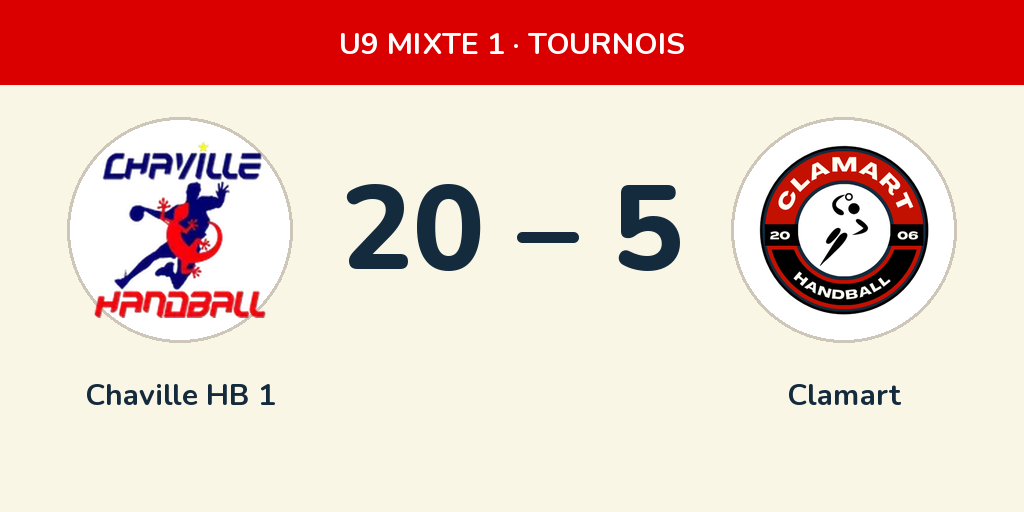 U9 MIXTE 1 · TOURNOIS
CHAVILLE
HANDBALL
20 – 5
CLAMART
20 06
HANDBALL
Chaville HB 1
Clamart